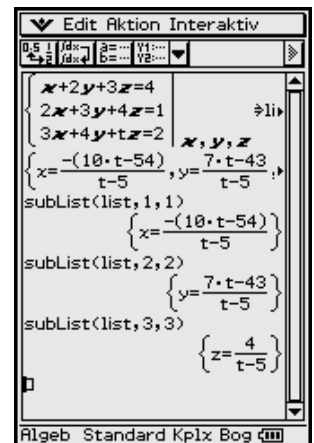 Edit Aktion Interaktiv
x+2y+3z=4
2x+3y+4z=1
3x+4y+tz=2 | x,y,z ⇒li
{x=-(10·t-54)/t-5, y=7·t-43/t-5,
subList(list,1,1)
{x=-(10·t-54)/t-5}
subList(list,2,2)
{y=7·t-43/t-5}
subList(list,3,3)
{z=4/t-5}
Algeb Standard Kplx Bog